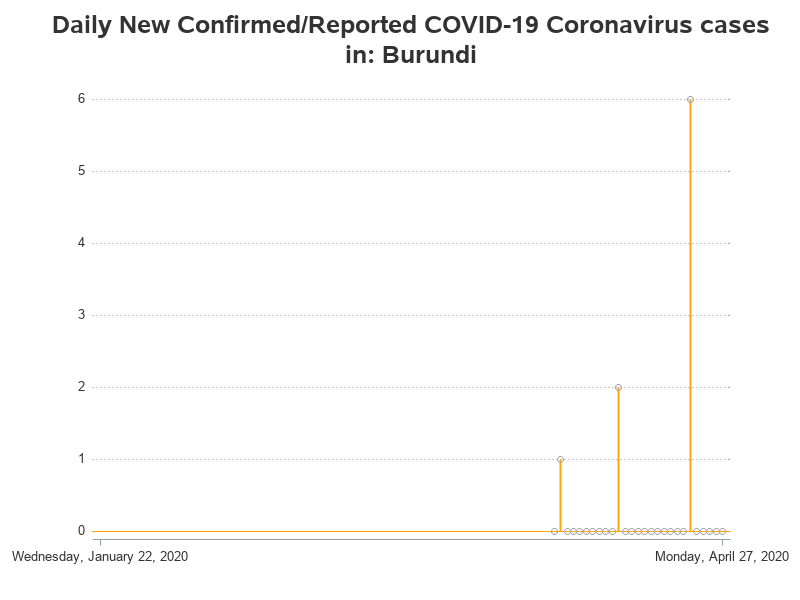 Daily New Confirmed/Reported COVID-19 Coronavirus cases
in: Burundi
6
5
4
3
2
1
0
Wednesday, January 22, 2020
Monday, April 27, 2020